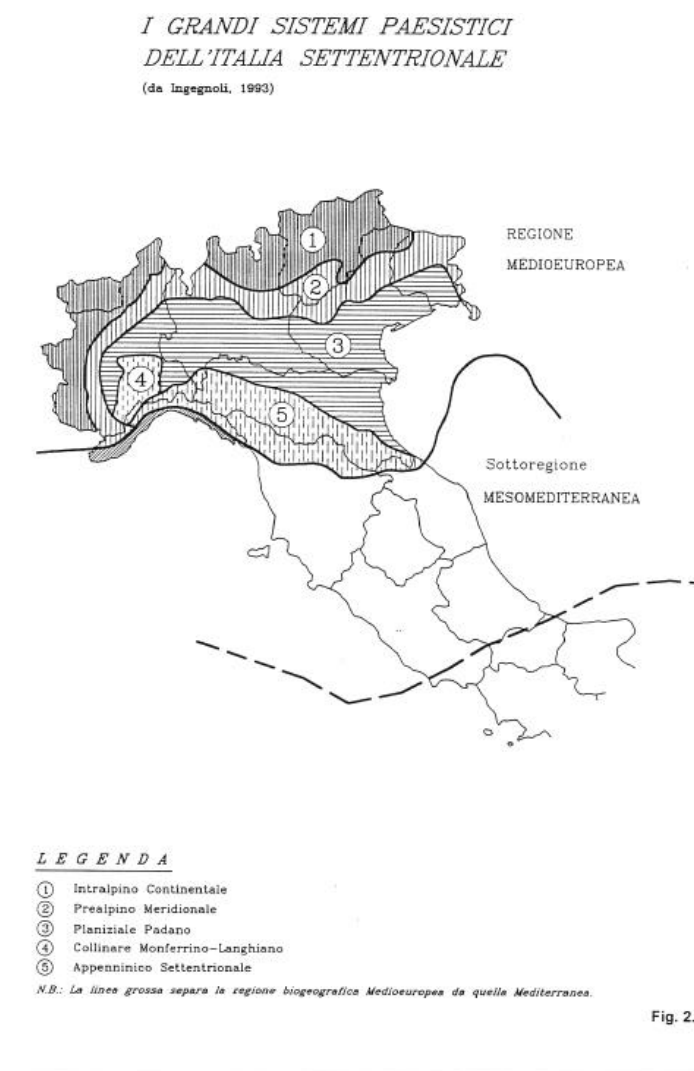 I GRANDI SISTEMI PAESISTICI
DELL'ITALIA SETTENTRIONALE
(da Ingegnoli, 1993)
REGIONE
MEDIOEUROPEA
1
2
3
4
5
Sottoregione
MESOMEDITERRANEA
LEGENDA
1 Intralpino Continentale
2 Prealpino Meridionale
3 Planiziale Padano
4 Collinare Monferrino-Langhiano
5 Appenninico Settentrionale
N.B.: La linea grossa separa la regione biogeografica Medioeuropea da quella Mediterranea.
Fig. 2.